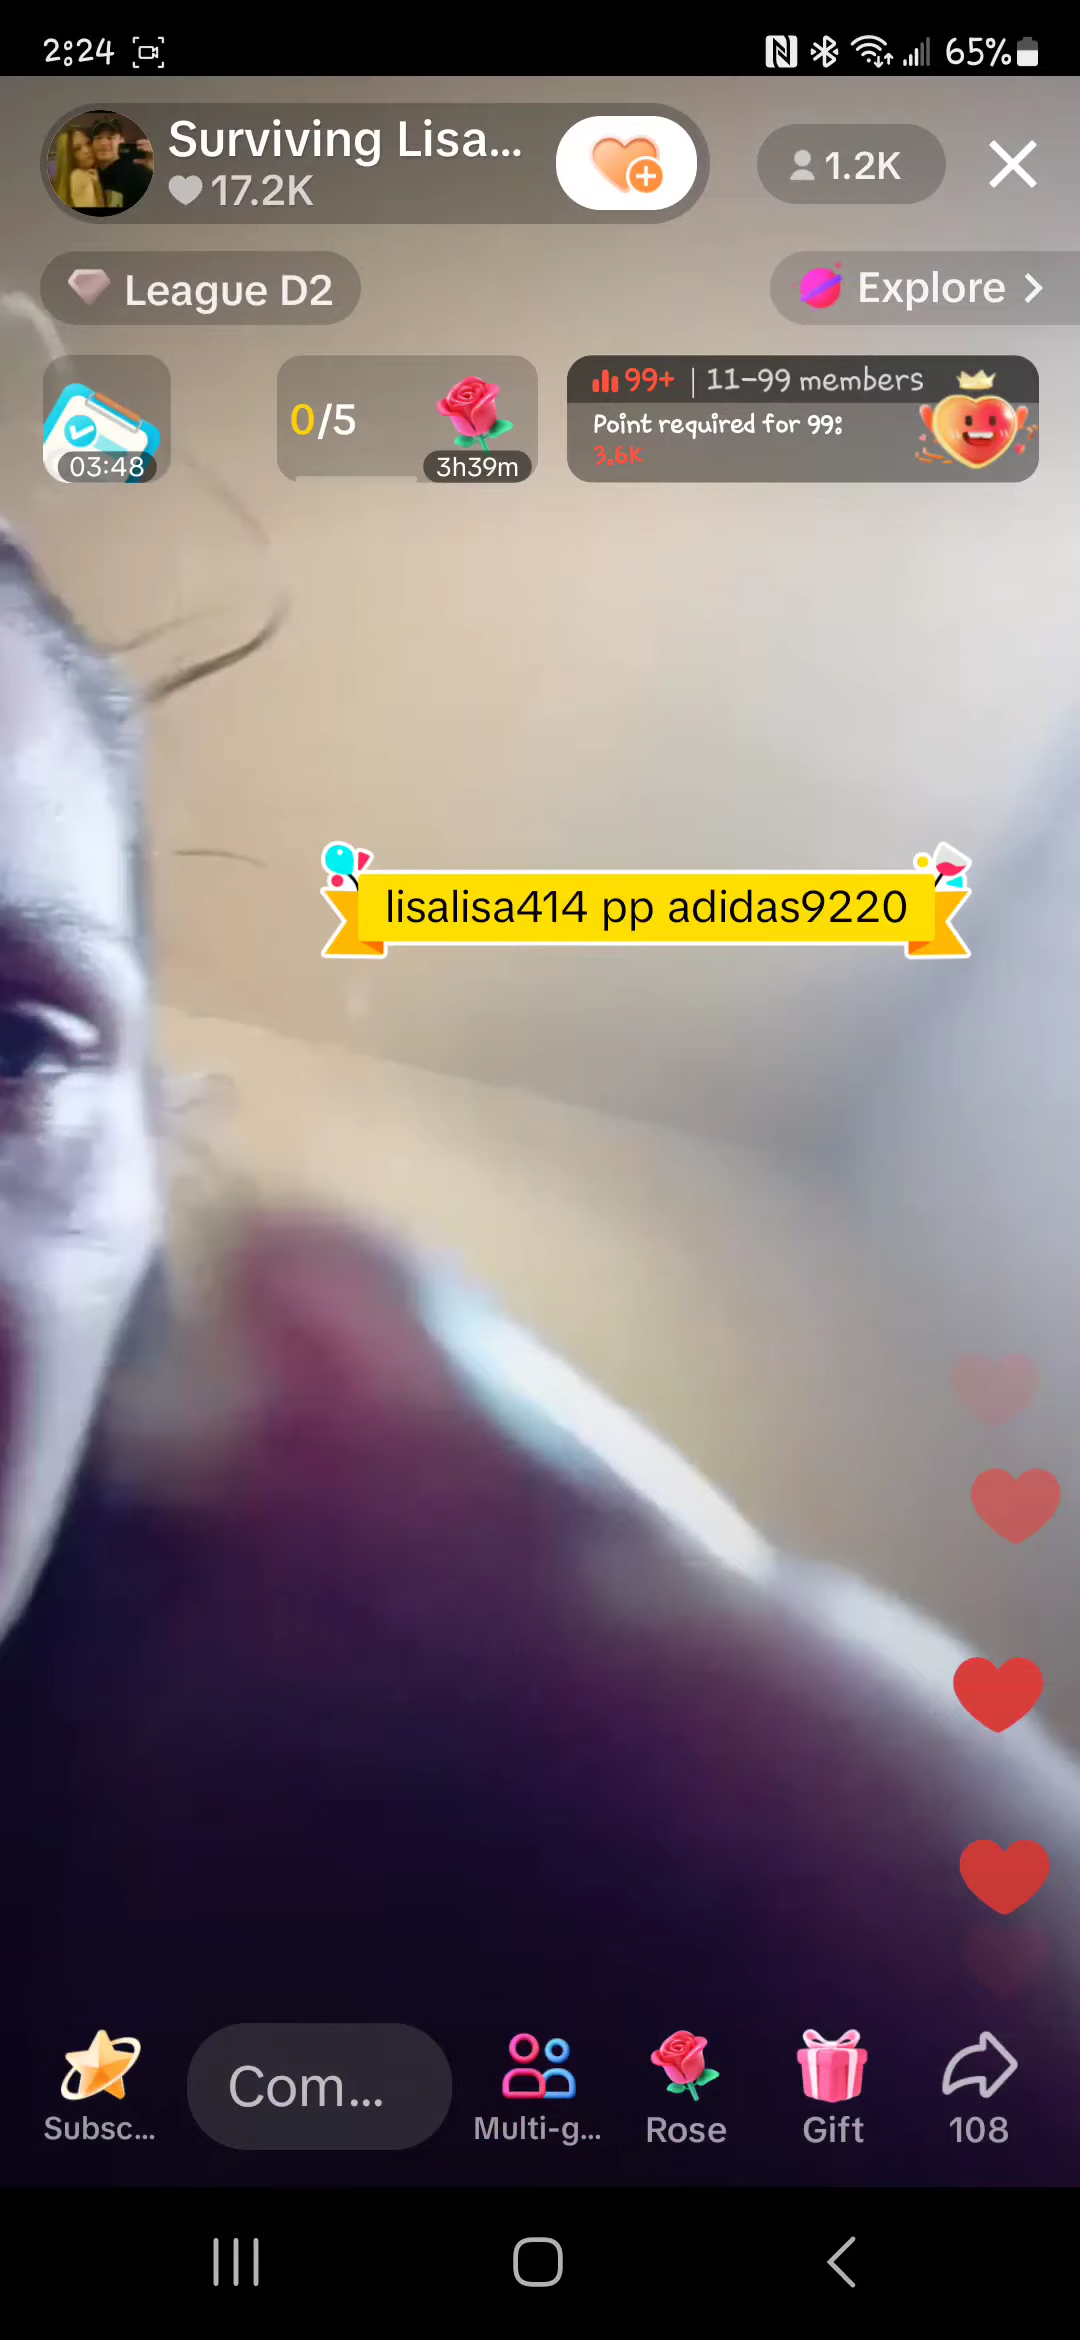 2:24
65%
Surviving Lisa...
17.2K
1.2K
League D2
Explore
03:48
0/5
3h39m
99+ | 11-99 members
Point required for 99:
3.6K
lisalisa414 pp adidas9220
Subsc...
Com...
Multi-g...
Rose
Gift
108